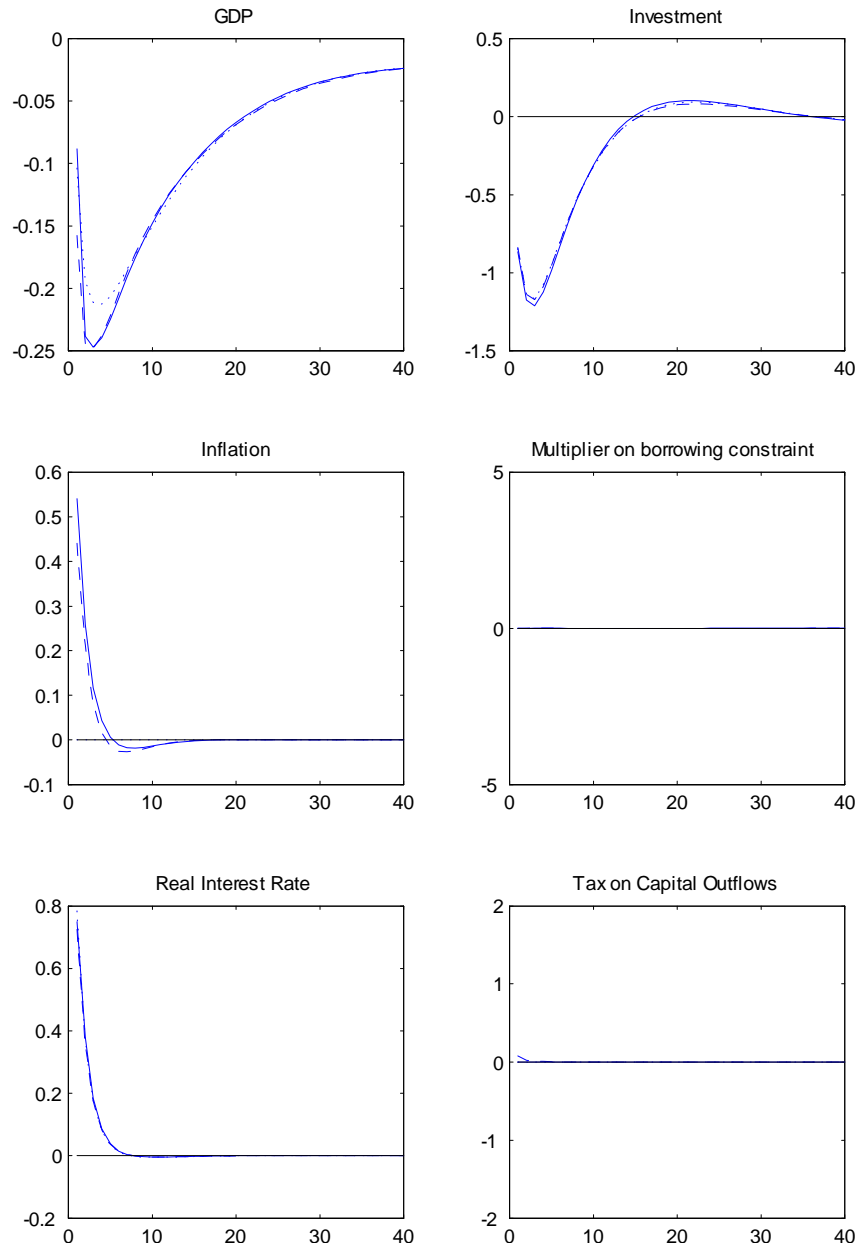 GDP
0
-0.05
-0.1
-0.15
-0.2
-0.25
0 10 20 30 40
Investment
0.5
0
-0.5
-1
-1.5
0 10 20 30 40
Inflation
0.6
0.5
0.4
0.3
0.2
0.1
0
-0.1
0 10 20 30 40
Multiplier on borrowing constraint
5
0
-5
0 10 20 30 40
Real Interest Rate
0.8
0.6
0.4
0.2
0
-0.2
0 10 20 30 40
Tax on Capital Outflows
2
1
0
-1
-2
0 10 20 30 40